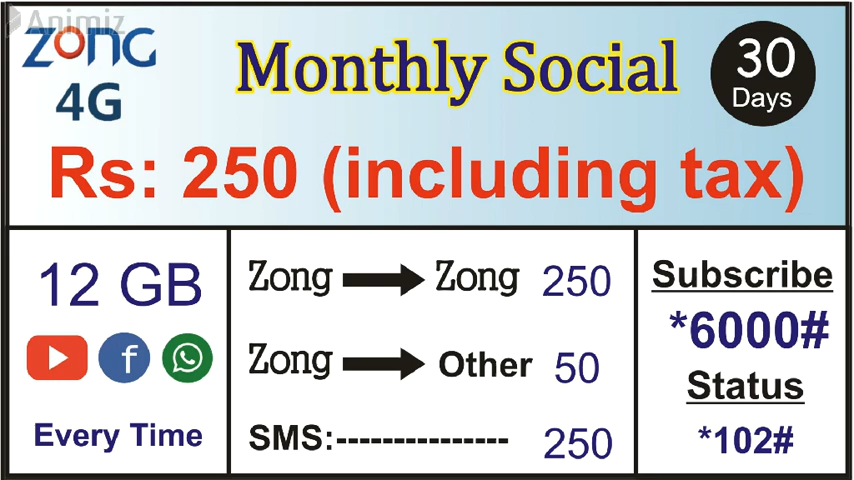 Animiz
zonG
4G
Monthly Social
30
Days
Rs: 250 (including tax)
12 GB
f
Every Time
Zong Zong 250
Zong Other 50
SMS:--------------- 250
Subscribe
*6000#
Status
*102#